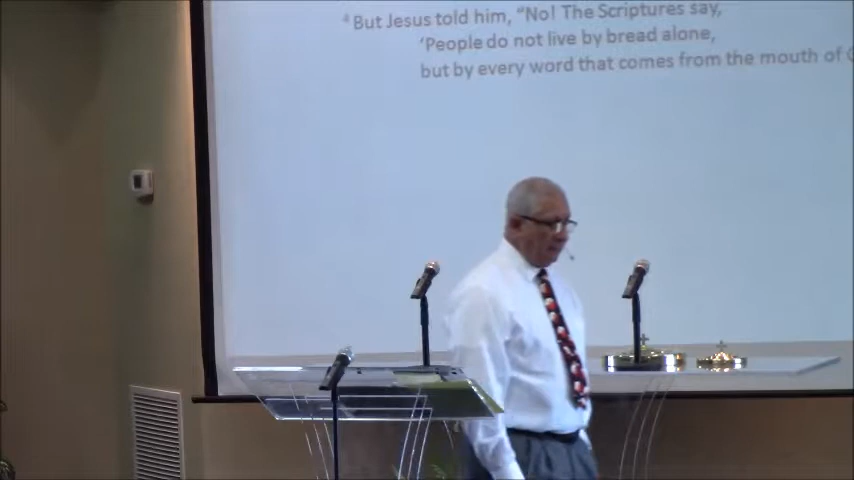 4 But Jesus told him, “No! The Scriptures say,
‘People do not live by bread alone,
but by every word that comes from the mouth of